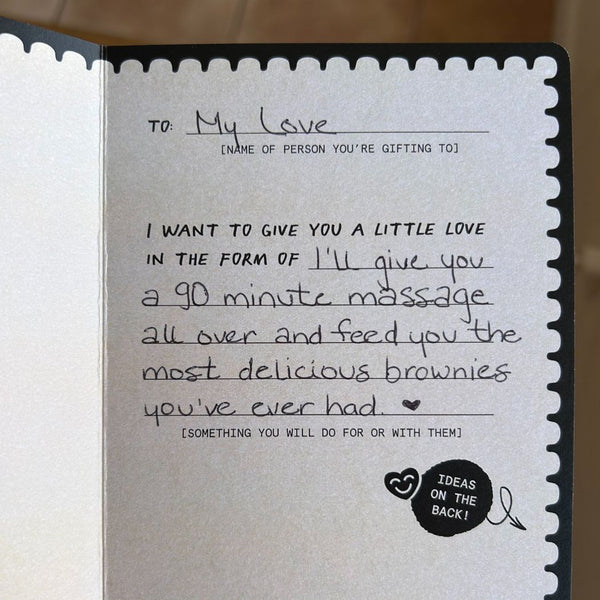 TO: My Love
[NAME OF PERSON YOU'RE GIFTING TO]
I WANT TO GIVE YOU A LITTLE LOVE
IN THE FORM OF I'll give you
a 90 minute massage
all over and feed you the
most delicious brownies
you've ever had. ♥
[SOMETHING YOU WILL DO FOR OR WITH THEM]
IDEAS
ON THE
BACK!